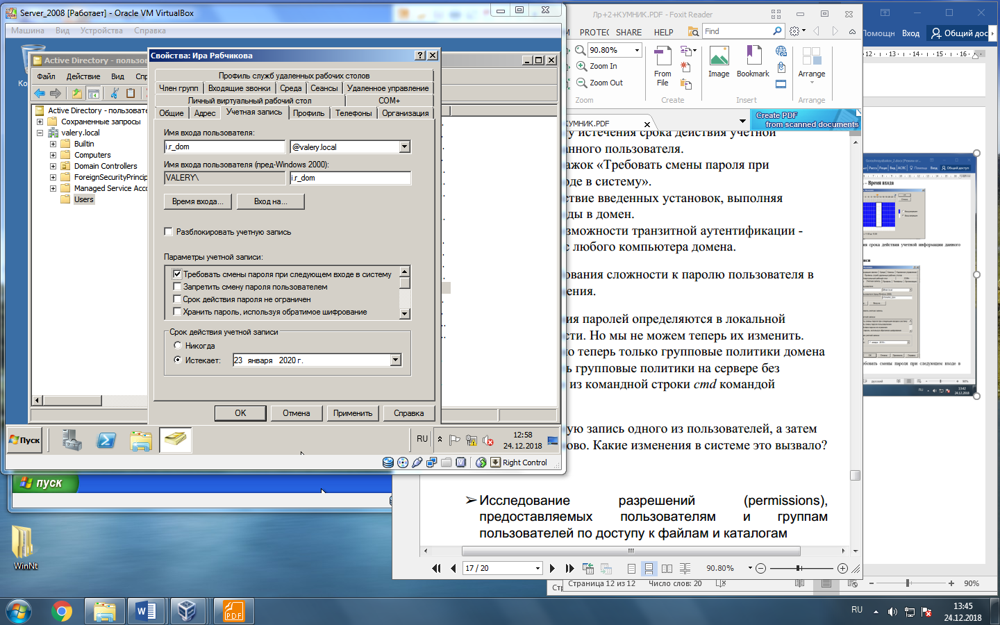 Server_2008 [Работает] - Oracle VM VirtualBox
Машина Вид Устройства Справка
Active Directory - пользова
Файл Действие Вид Спр
Active Directory - пользовате
Сохраненные запросы
valery.local
Builtin
Computers
Domain Controllers
ForeignSecurityPrincip
Managed Service Acco
Users
Свойства: Ира Рябчикова
Профиль служб удаленных рабочих столов
Член групп Входящие звонки Среда Сеансы Удаленное управление
Личный виртуальный рабочий стол COM+
Общие Адрес Учетная запись Профиль Телефоны Организация
Имя входа пользователя:
i.r_dom @valery.local
Имя входа пользователя (пред-Windows 2000):
VALERY\ i.r_dom
Время входа... Вход на...
Разблокировать учетную запись
Параметры учетной записи:
Требовать смены пароля при следующем входе в систему
Запретить смену пароля пользователем
Срок действия пароля не ограничен
Хранить пароль, используя обратимое шифрование
Срок действия учетной записи
Никогда
Истекает: 23 января 2020 г.
OK Отмена Применить Справка
Пуск RU 12:58
24.12.2018
Right Control
пуск
WinNt
Лр+2+КУМНИК.PDF - Foxit Reader
M PROTEC SHARE HELP Find
90.80%
Zoom In
Zoom Out
Zoom
From File
Create
Image Bookmark
Insert
Arrange
Arrange
КУМНИК.PDF
Create PDF
from scanned documents
у истечения срока действия учетной
анного пользователя.
ажок «Требовать смены пароля при
оде в систему».
ствие введенных установок, выполняя
ды в домен.
зможности транзитной аутентификации -
с любого компьютера домена.
ования сложности к паролю пользователя в
ения.
ия паролей определяются в локальной
сти. Но мы не можем теперь их изменить.
о теперь только групповые политики домена
ь групповые политики на сервере без
из командной строки cmd командой
ую запись одного из пользователей, а затем
ово. Какие изменения в системе это вызвало?
➢ Исследование разрешений (permissions),
предоставляемых пользователям и группам
пользователей по доступу к файлам и каталогам
17 / 20 90.80%
Помощн Вход Общий дос
12 13 14 15 16
– Время входа
Стр Страница 12 из 12 Число слов: 20 90%
RU 13:45
24.12.2018